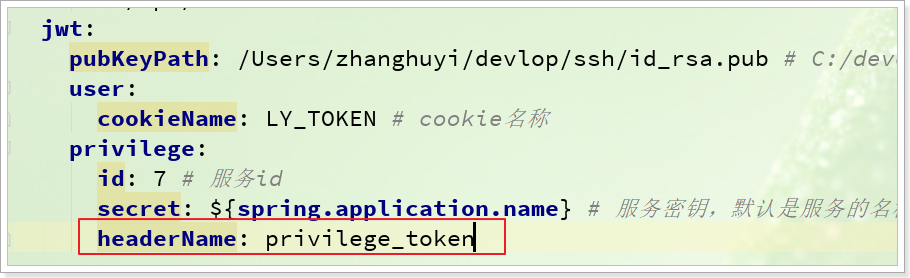 jwt:
pubKeyPath: /Users/zhanghuyi/devlop/ssh/id_rsa.pub # C:/dev
user:
cookieName: LY_TOKEN # cookie名称
privilege:
id: 7 # 服务id
secret: ${spring.application.name} # 服务密钥，默认是服务的名称
headerName: privilege_token